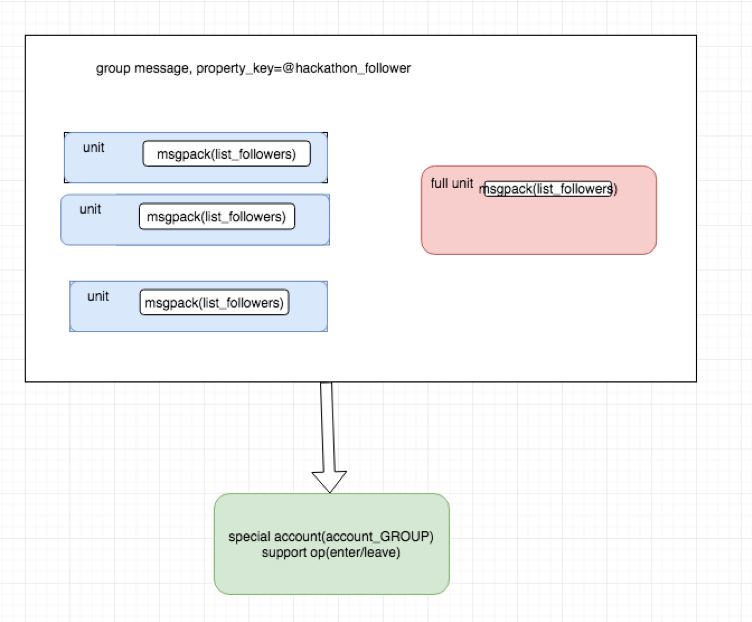 group message, property_key=@hackathon_follower
unit
msgpack(list_followers)
unit
msgpack(list_followers)
unit
msgpack(list_followers)
full unit
msgpack(list_followers)
special account(account_GROUP)
support op(enter/leave)